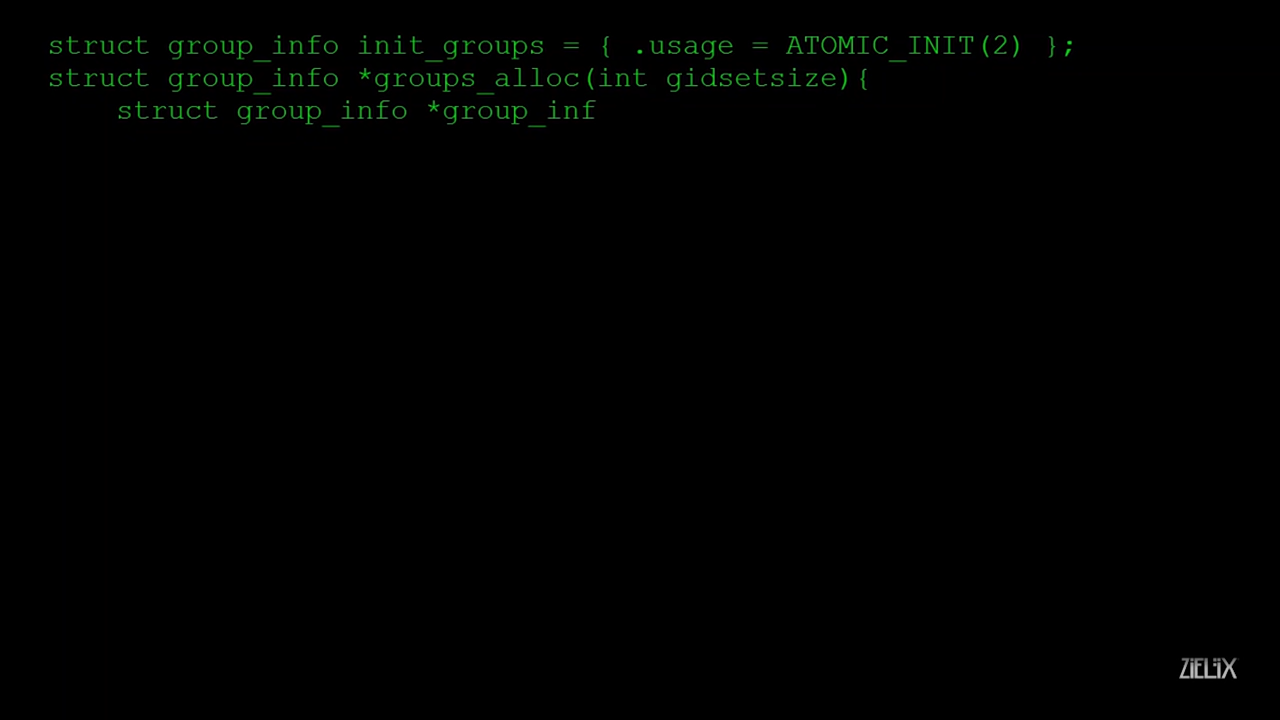 struct group_info init_groups = { .usage = ATOMIC_INIT(2) };
struct group_info *groups_alloc(int gidsetsize){
    struct group_info *group_inf
ZiELiX